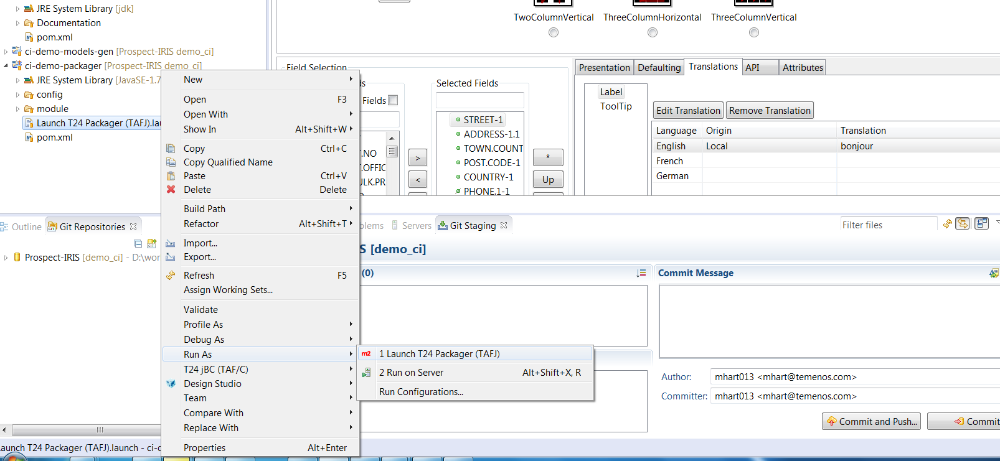 JRE System Library [jdk]
Documentation
pom.xml
ci-demo-models-gen [Prospect-IRIS demo_ci]
ci-demo-packager [Prospect-IRIS demo_ci]
JRE System Library [JavaSE-1.7
config
module
Launch T24 Packager (TAFJ).lau
pom.xml
TwoColumnVertical
ThreeColumnHorizontal
ThreeColumnVertical
Field Selection
Fields
.NO
.OFFIC
Selected Fields
STREET-1
ADDRESS-1.1
TOWN.COUNT
POST.CODE-1
COUNTRY-1
PHONE.1-1
>
<
*
Up
Presentation
Defaulting
Translations
API
Attributes
Label
ToolTip
Edit Translation
Remove Translation
Language Origin Translation
English Local bonjour
French
German
New
Open F3
Open With
Show In Alt+Shift+W
Copy Ctrl+C
Copy Qualified Name
Paste Ctrl+V
Delete Delete
Build Path
Refactor Alt+Shift+T
Import...
Export...
Refresh F5
Assign Working Sets...
Validate
Profile As
Debug As
Run As
T24 jBC (TAF/C)
Design Studio
Team
Compare With
Replace With
Properties Alt+Enter
m2 1 Launch T24 Packager (TAFJ)
2 Run on Server Alt+Shift+X, R
Run Configurations...
Outline
Git Repositories
Prospect-IRIS [demo_ci] - D:\wor
blems
Servers
Git Staging
Filter files
S [demo_ci]
(0)
Commit Message
Author: mhart013 <mhart@temenos.com>
Committer: mhart013 <mhart@temenos.com>
Commit and Push...
Commit
aunch T24 Packager (TAFJ).launch - ci-d